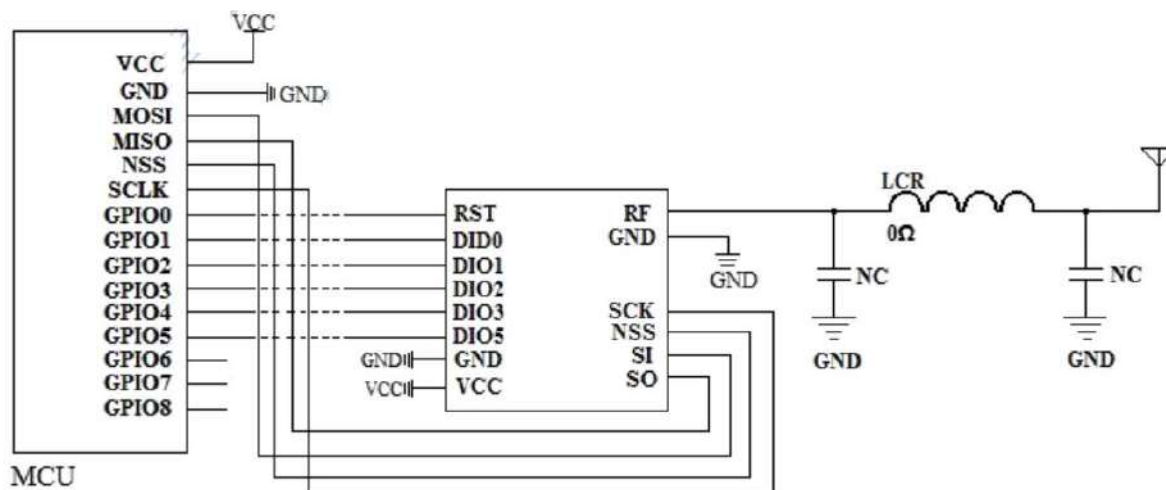 VCC
VCC
GND
GND
MOSI
MISO
NSS
SCLK
GPIO0
GPIO1
GPIO2
GPIO3
GPIO4
GPIO5
GPIO6
GPIO7
GPIO8
MCU
RST
DID0
DIO1
DIO2
DIO3
DIO5
GND
GND
VCC
VCC
RF
GND
GND
SCK
NSS
SI
SO
LCR
0Ω
NC
GND
NC
GND